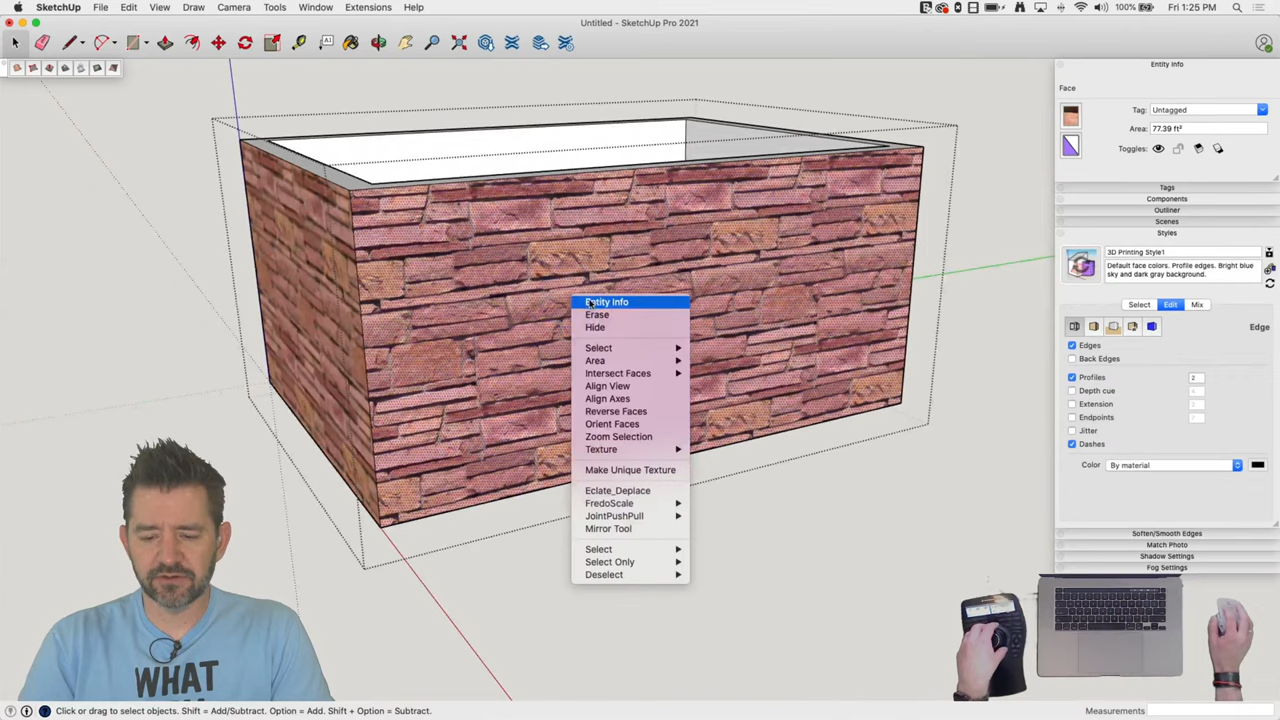 SketchUp File Edit View Draw Camera Tools Window Extensions Help
100% Fri 1:25 PM
Untitled - SketchUp Pro 2021
Entity Info
Face
Tag: Untagged
Area: 77.39 ft²
Toggles:
Tags
Components
Outliner
Scenes
Styles
3D Printing Style1
Default face colors. Profile edges. Bright blue
sky and dark gray background.
Select Edit Mix
Edge
Edges
Back Edges
Profiles 2
Depth cue
Extension
Endpoints
Jitter
Dashes
Color By material
Soften/Smooth Edges
Match Photo
Shadow Settings
Fog Settings
Entity Info
Erase
Hide
Select
Area
Intersect Faces
Align View
Align Axes
Reverse Faces
Orient Faces
Zoom Selection
Texture
Make Unique Texture
Eclate_Deplace
FredoScale
JointPushPull
Mirror Tool
Select
Select Only
Deselect
WHAT
Click or drag to select objects. Shift = Add/Subtract. Option = Add. Shift + Option = Subtract.
Measurements